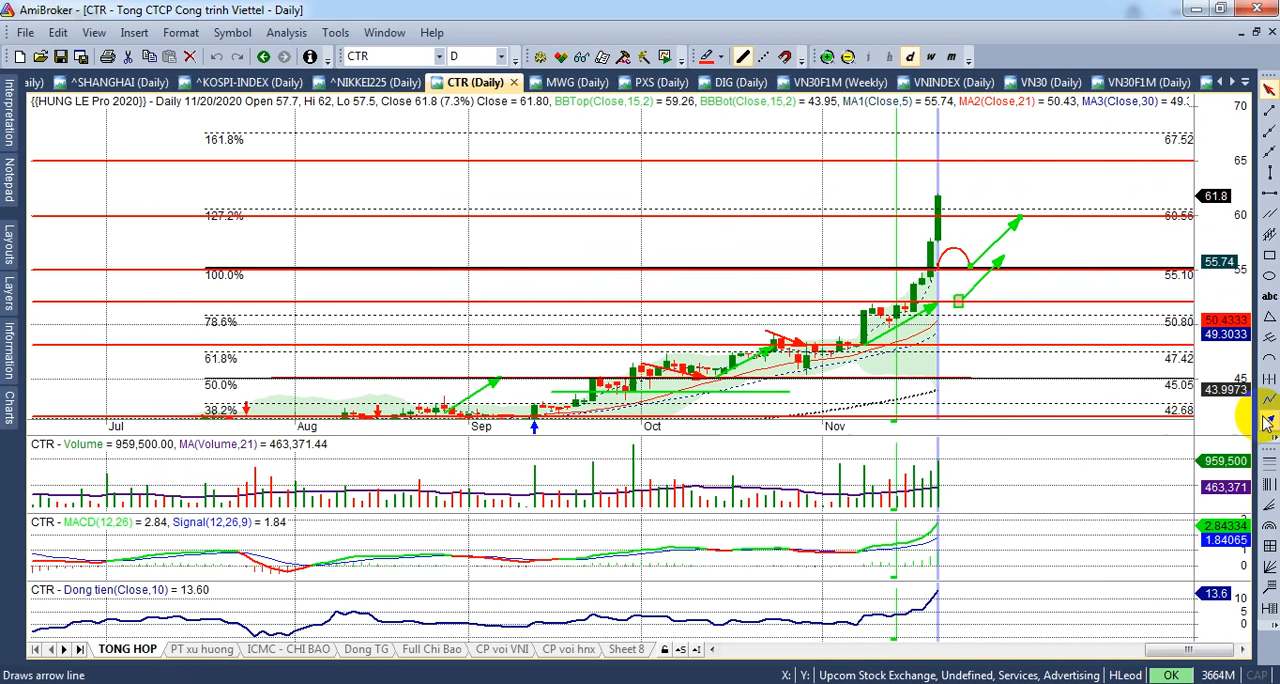 AmiBroker - [CTR - Tong CTCP Cong trinh Viettel - Daily]
File Edit View Insert Format Symbol Analysis Tools Window Help
CTR D i h d w m
^SHANGHAI (Daily) ^KOSPI-INDEX (Daily) ^NIKKEI225 (Daily) CTR (Daily) MWG (Daily) PXS (Daily) DIG (Daily) VN30F1M (Weekly) VNINDEX (Daily) VN30 (Daily) VN30F1M (Daily)
{{HUNG LE Pro 2020}} - Daily 11/20/2020 Open 57.7, Hi 62, Lo 57.5, Close 61.8 (7.3%) Close = 61.80, BBTop(Close,15,2) = 59.26, BBBot(Close,15,2) = 43.95, MA1(Close,5) = 55.74, MA2(Close,21) = 50.43, MA3(Close,30) = 49.
Interpretation
Notepad
Layouts
Layers
Information
Charts
70
161.8% 67.52
65
61.8
127.2% 60.56 60
55.74
55
100.0% 55.10
78.6% 50.80 50.4333
49.3033
61.8% 47.42
50.0% 45.05 45
43.9973
38.2% 42.68
Jul Aug Sep Oct Nov
abc
CTR - Volume = 959,500.00, MA(Volume,21) = 463,371.44
959,500
463,371
CTR - MACD(12,26) = 2.84, Signal(12,26,9) = 1.84
2.84334
1.84065
0
CTR - Dong tien(Close,10) = 13.60
13.6
10
5
0
TONG HOP PT xu huong ICMC - CHI BAO Dong TG Full Chi Bao CP voi VNI CP voi hnx Sheet 8
Draws arrow line X: Y: Upcom Stock Exchange, Undefined, Services, Advertising HLeod OK 3664M CAP